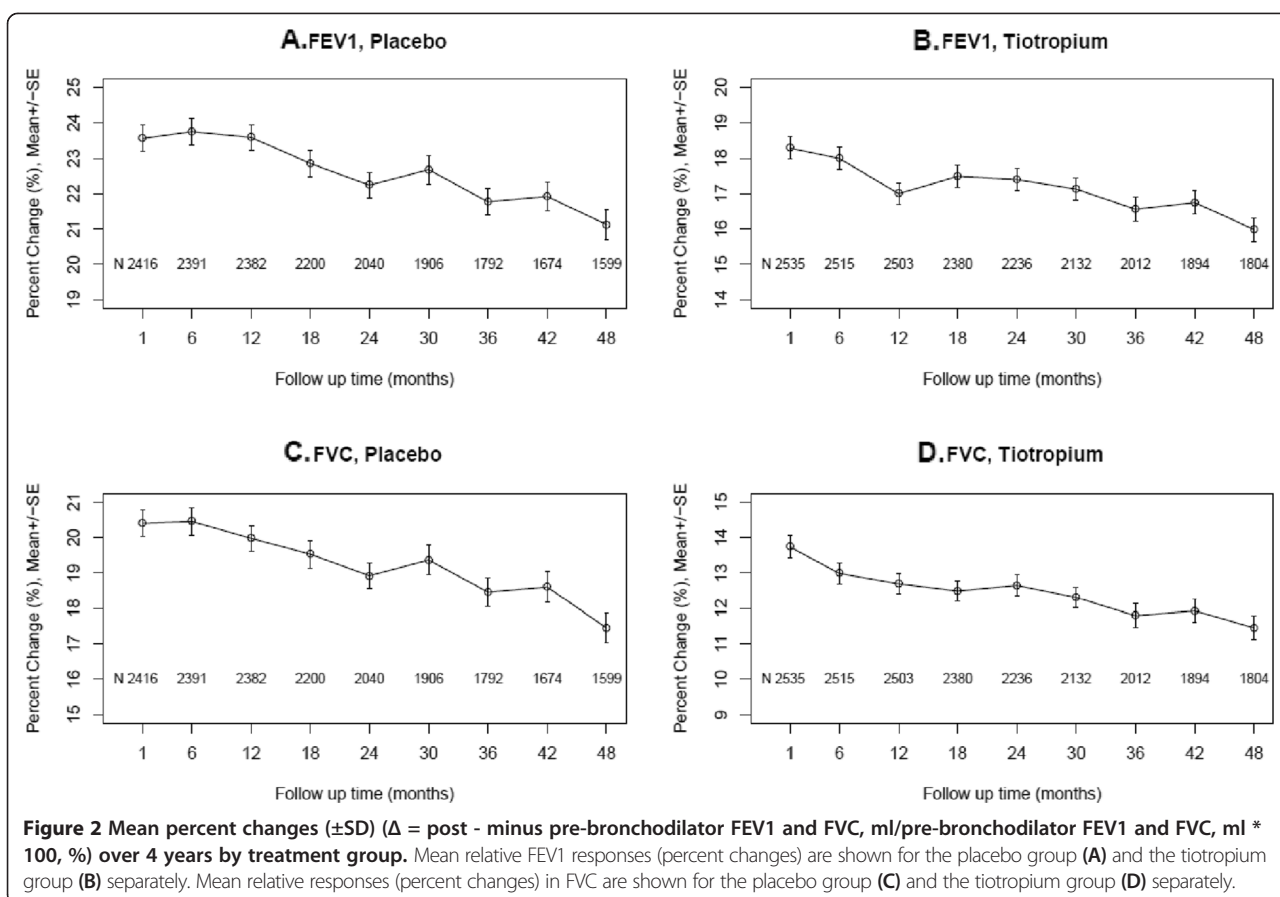 A.FEV1, Placebo
Percent Change (%), Mean+/−SE
25
24
23
22
21
20
19
N 2416 2391 2382 2200 2040 1906 1792 1674 1599
1 6 12 18 24 30 36 42 48
Follow up time (months)
B.FEV1, Tiotropium
Percent Change (%), Mean+/−SE
20
19
18
17
16
15
14
N 2535 2515 2503 2380 2236 2132 2012 1894 1804
1 6 12 18 24 30 36 42 48
Follow up time (months)
C.FVC, Placebo
Percent Change (%), Mean+/−SE
21
20
19
18
17
16
15
N 2416 2391 2382 2200 2040 1906 1792 1674 1599
1 6 12 18 24 30 36 42 48
Follow up time (months)
D.FVC, Tiotropium
Percent Change (%), Mean+/−SE
15
14
13
12
11
10
9
N 2535 2515 2503 2380 2236 2132 2012 1894 1804
1 6 12 18 24 30 36 42 48
Follow up time (months)
Figure 2 Mean percent changes (±SD) (Δ = post - minus pre-bronchodilator FEV1 and FVC, ml/pre-bronchodilator FEV1 and FVC, ml *
100, %) over 4 years by treatment group. Mean relative FEV1 responses (percent changes) are shown for the placebo group (A) and the tiotropium
group (B) separately. Mean relative responses (percent changes) in FVC are shown for the placebo group (C) and the tiotropium group (D) separately.